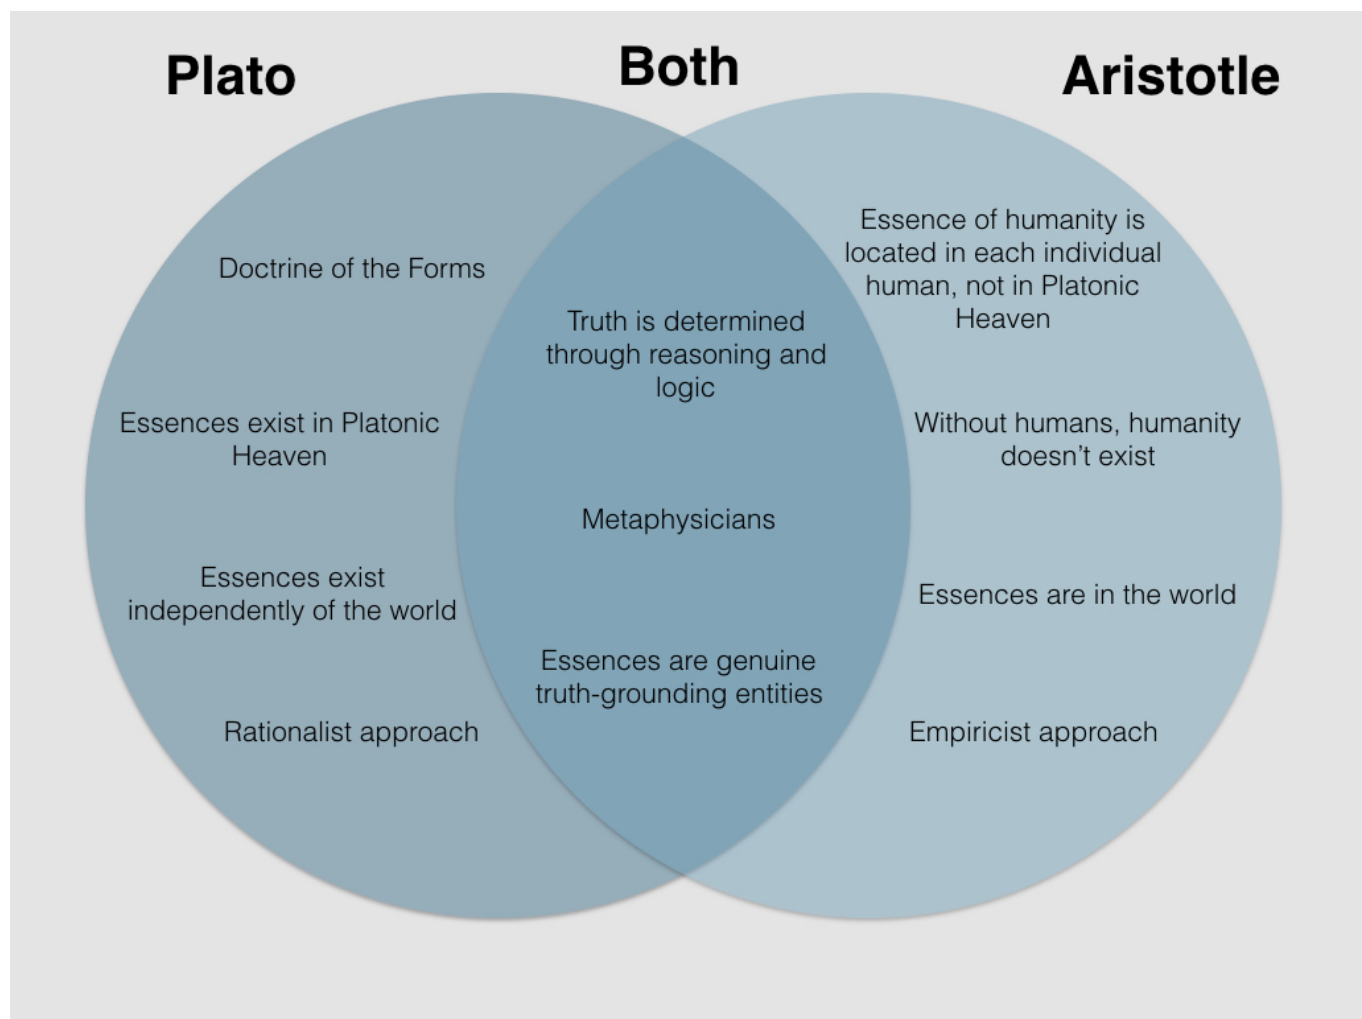 Plato
Both
Aristotle
Doctrine of the Forms
Essences exist in Platonic
Heaven
Essences exist
independently of the world
Rationalist approach
Truth is determined
through reasoning and
logic
Metaphysicians
Essences are genuine
truth-grounding entities
Essence of humanity is
located in each individual
human, not in Platonic
Heaven
Without humans, humanity
doesn’t exist
Essences are in the world
Empiricist approach